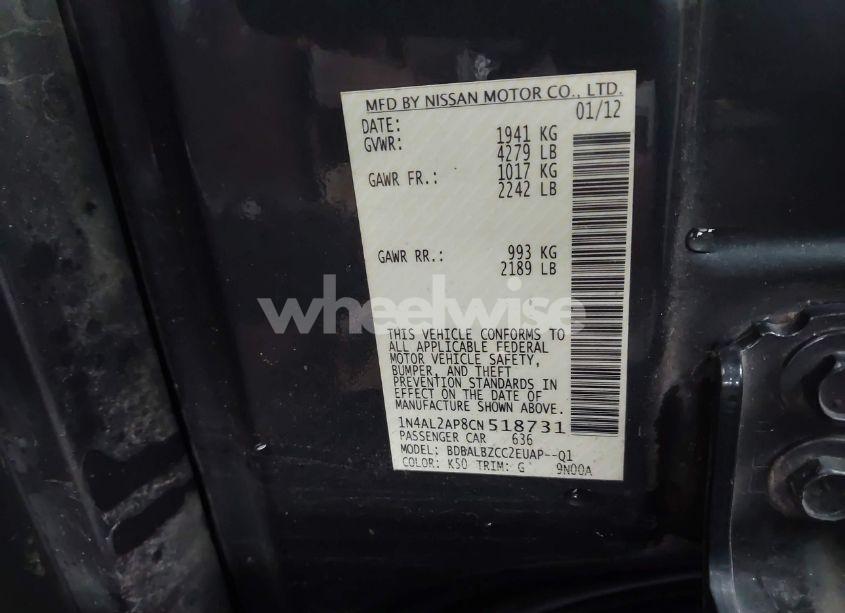 MFD BY NISSAN MOTOR CO., LTD.
DATE: 01/12
GVWR: 1941 KG
4279 LB
GAWR FR.: 1017 KG
2242 LB
GAWR RR.: 993 KG
2189 LB
wheelwise
THIS VEHICLE CONFORMS TO
ALL APPLICABLE FEDERAL
MOTOR VEHICLE SAFETY,
BUMPER, AND THEFT
PREVENTION STANDARDS IN
EFFECT ON THE DATE OF
MANUFACTURE SHOWN ABOVE.
1N4AL2AP8CN518731
PASSENGER CAR 636
MODEL: BDBALBZCC2EUAP--Q1
COLOR: K50 TRIM: G 9N00A